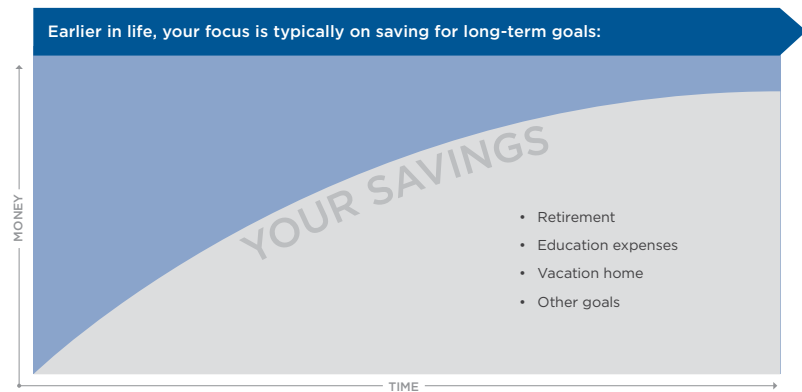 Earlier in life, your focus is typically on saving for long-term goals:
MONEY
YOUR SAVINGS
• Retirement
• Education expenses
• Vacation home
• Other goals
TIME